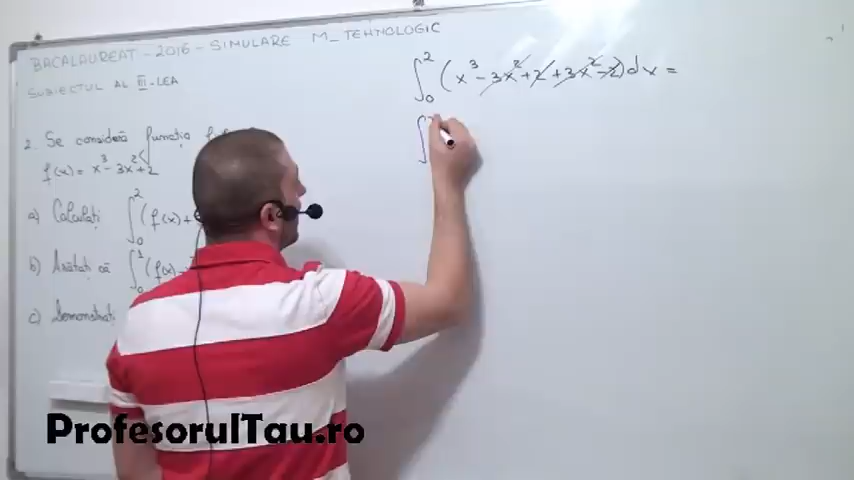 BACALAUREAT - 2016 - SIMULARE M_TEHNOLOGIC
SUBIECTUL AL III-LEA
2. Se consideră funcția f
f(x) = x³ - 3x² + 2
a) Calculați ∫₀² (f(x) +
b) Arătați că ∫₀¹ (f(x) -
c) Demonstrați
∫₀² (x³ - 3x² + 2 + 3x² - 2) dx =
∫
ProfesorulTau.ro